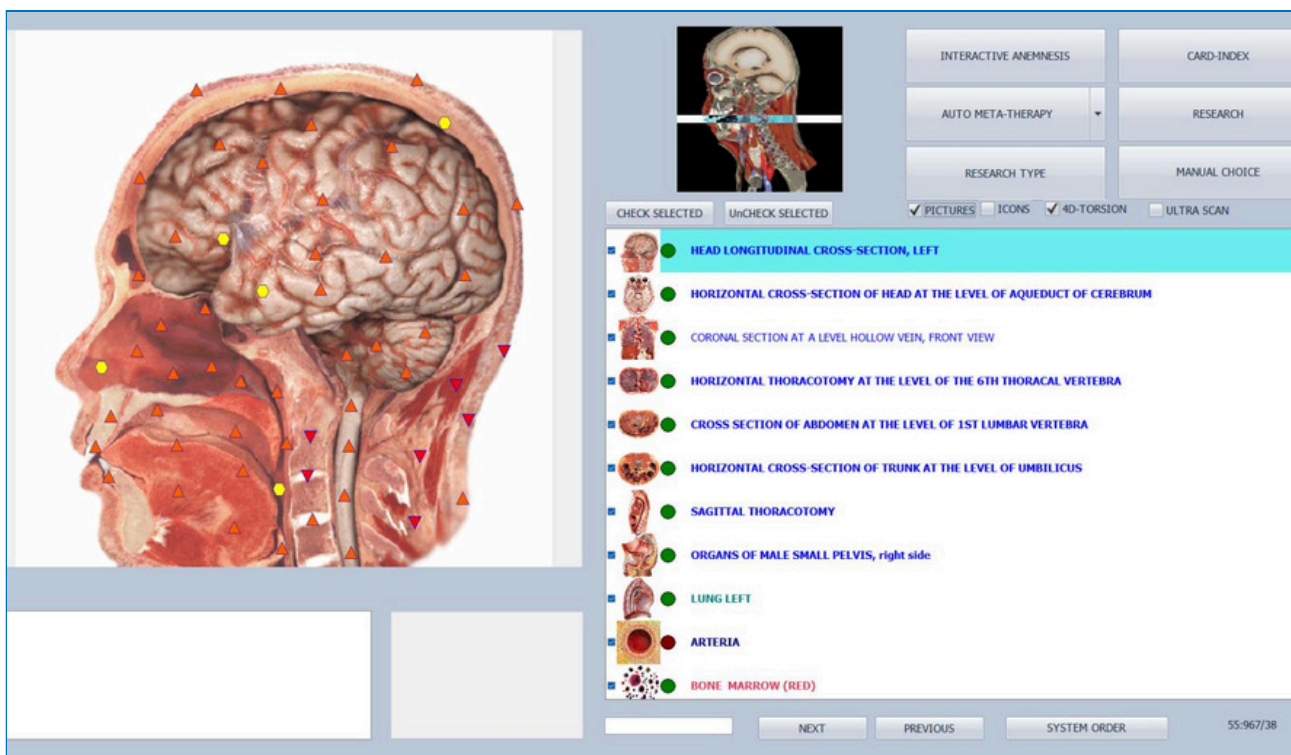 INTERACTIVE ANEMNESIS
CARD-INDEX
AUTO META-THERAPY
RESEARCH
RESEARCH TYPE
MANUAL CHOICE
CHECK SELECTED
UnCHECK SELECTED
PICTURES
ICONS
4D-TORSION
ULTRA SCAN
HEAD LONGITUDINAL CROSS-SECTION, LEFT
HORIZONTAL CROSS-SECTION OF HEAD AT THE LEVEL OF AQUEDUCT OF CEREBRUM
CORONAL SECTION AT A LEVEL HOLLOW VEIN, FRONT VIEW
HORIZONTAL THORACOTOMY AT THE LEVEL OF THE 6TH THORACAL VERTEBRA
CROSS SECTION OF ABDOMEN AT THE LEVEL OF 1ST LUMBAR VERTEBRA
HORIZONTAL CROSS-SECTION OF TRUNK AT THE LEVEL OF UMBILICUS
SAGITTAL THORACOTOMY
ORGANS OF MALE SMALL PELVIS, right side
LUNG LEFT
ARTERIA
BONE MARROW (RED)
NEXT
PREVIOUS
SYSTEM ORDER
55:967/38